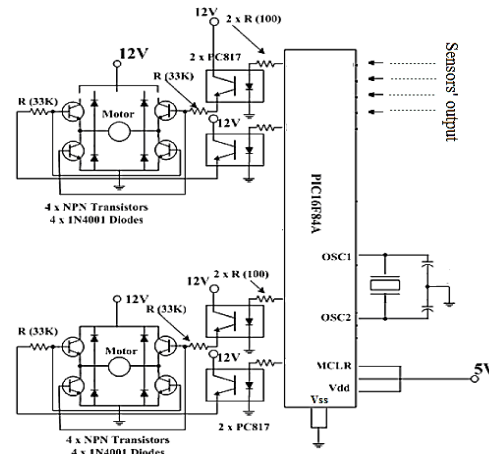 12V
2 x R (100)
12V
2 x PC817
R (33K)
R (33K)
Motor
12V
4 x NPN Transistors
4 x 1N4001 Diodes
Sensors' output
PIC16F84A
OSC1
OSC2
MCLR
Vdd
Vss
5V
12V
2 x R (100)
12V
R (33K)
R (33K)
Motor
12V
2 x PC817
4 x NPN Transistors
4 x 1N4001 Diodes